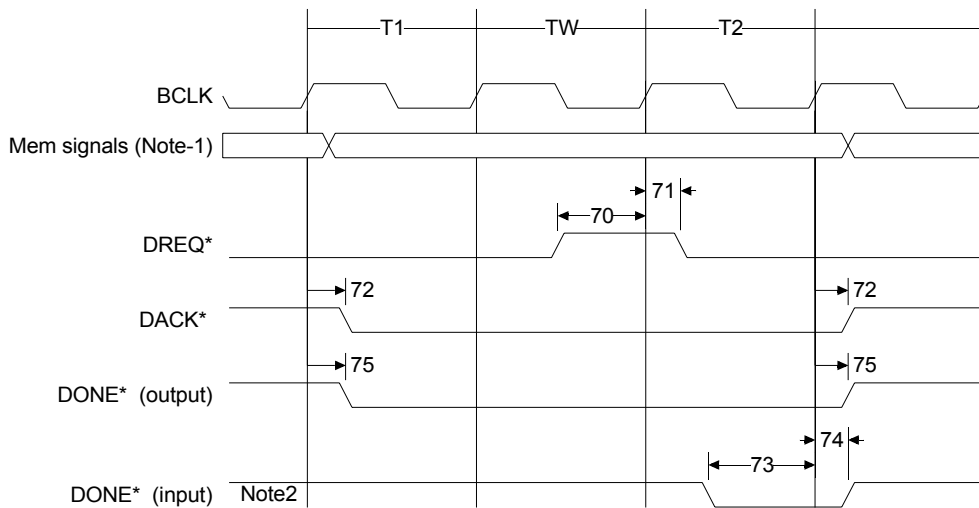 T1 TW T2
BCLK
Mem signals (Note-1)
71
70
DREQ*
72 72
DACK*
75 75
DONE* (output)
74
73
DONE* (input) Note2